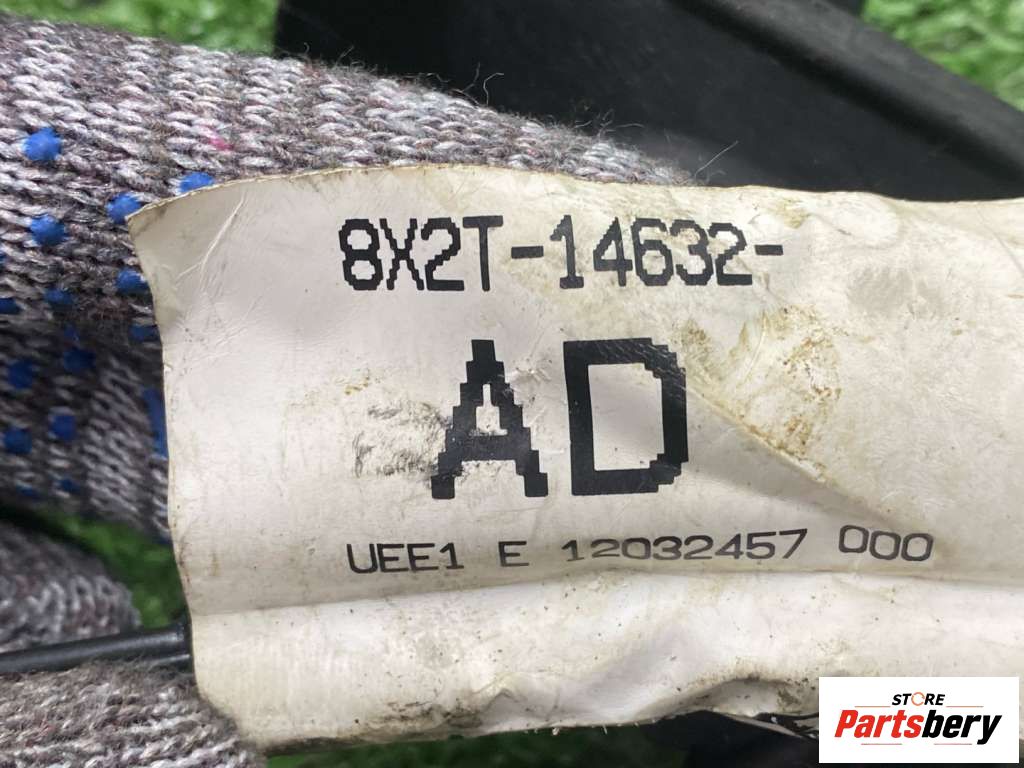 8X2T-14632-
AD
UEE1 E 12032457 000
STORE
Partsbery